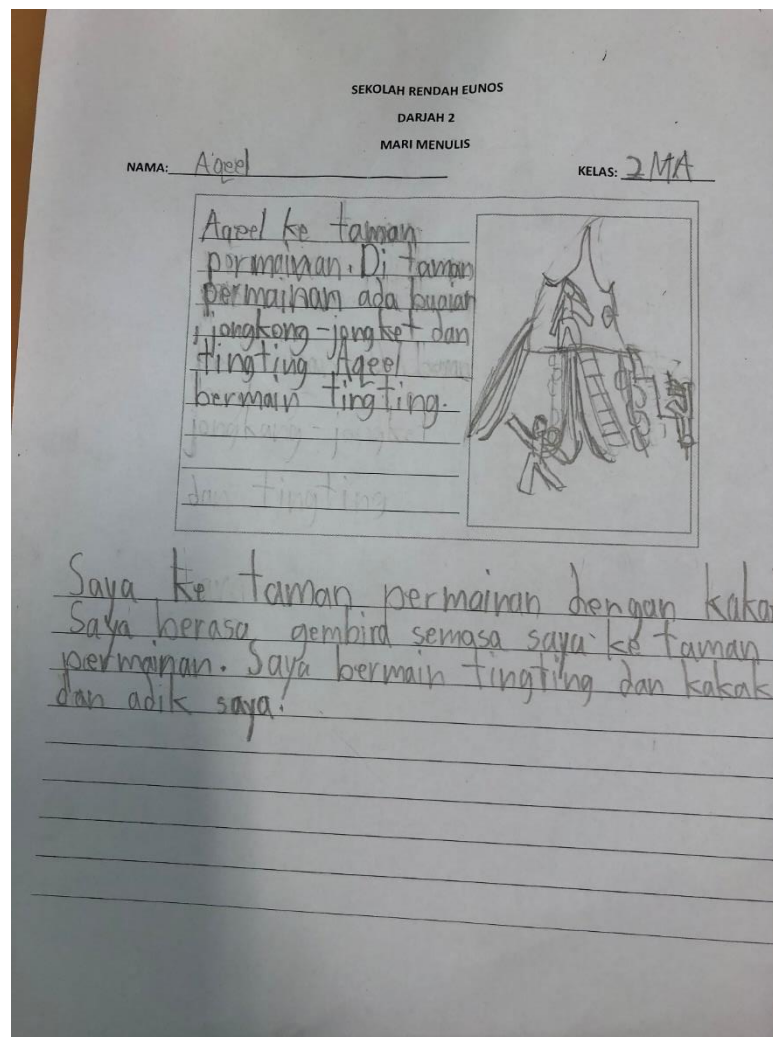 SEKOLAH RENDAH EUNOS
DARJAH 2
MARI MENULIS
NAMA: Aqeel KELAS: 2 MA
Aqeel ke taman
permainan. Di taman
permainan ada buaian
, jongkong-jongket dan
tingting Aqeel
bermain tingting.
jongkang-jongket
dan tingting
Saya ke taman permainan dengan kakak
Saya berasa gembira semasa saya ke taman
permainan. Saya bermain tingting dan kakak
dan adik saya.